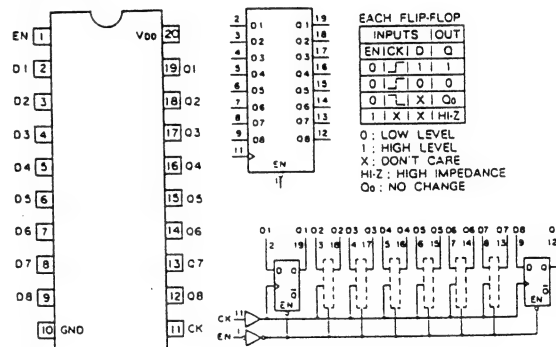 EN 1
D1 2
D2 3
D3 4
D4 5
D5 6
D6 7
D7 8
D8 9
10 GND
VDD 20
19 Q1
18 Q2
17 Q3
16 Q4
15 Q5
14 Q6
13 Q7
12 Q8
11 CK
2 D1 Q1 19
3 D2 Q2 18
4 D3 Q3 17
5 D4 Q4 16
6 D5 Q5 15
7 D6 Q6 14
8 D7 Q7 13
9 D8 Q8 12
11
EN
1
EACH FLIP-FLOP
INPUTS OUT
EN CK D Q
0 1 1
0 0 0
0 X Qo
1 X X HI-Z
0 : LOW LEVEL
1 : HIGH LEVEL
X : DON'T CARE
HI-Z : HIGH IMPEDANCE
Qo : NO CHANGE
D1 Q1 D2 Q2 D3 Q3 D4 Q4 D5 Q5 D6 Q6 D7 Q7 D8 Q8
2 19 3 18 4 17 5 16 6 15 7 14 8 13 9 12
D Q
Q
EN
D Q
Q
EN
CK 11
EN 1